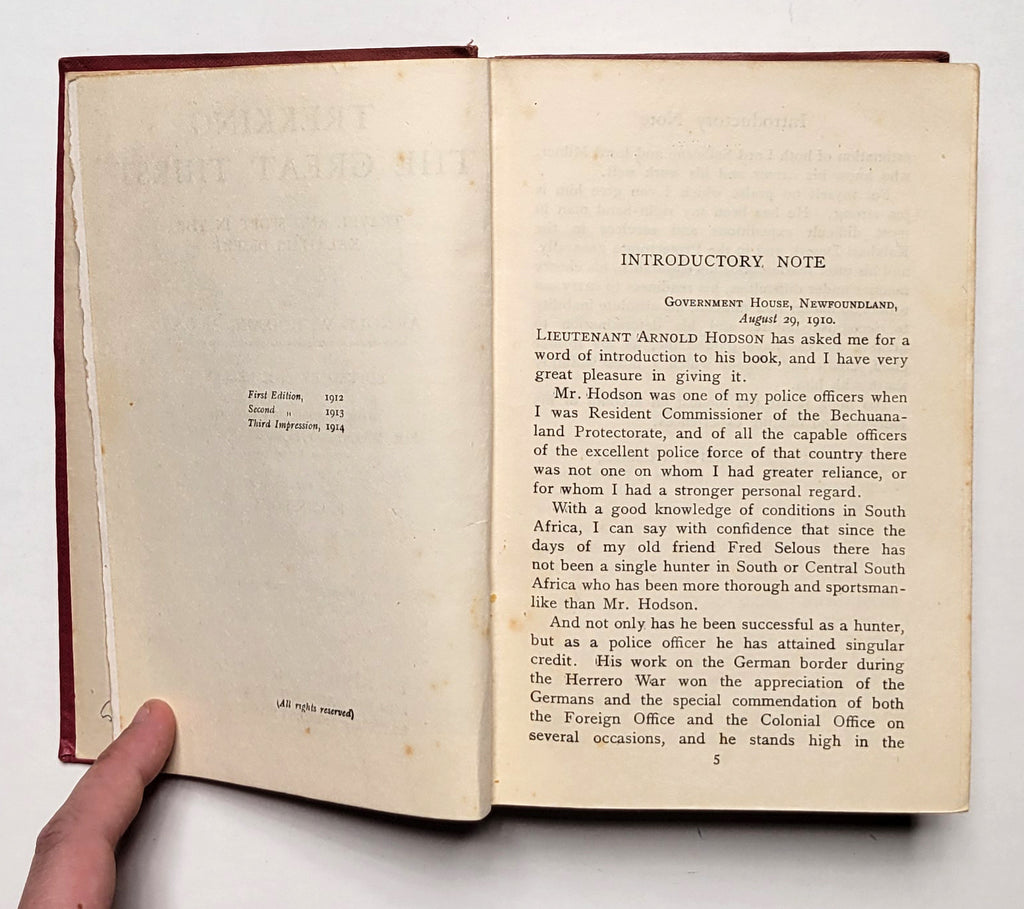 First Edition, 1912
Second „ 1913
Third Impression, 1914
(All rights reserved)
INTRODUCTORY NOTE
GOVERNMENT HOUSE, NEWFOUNDLAND,
August 29, 1910.
LIEUTENANT ARNOLD HODSON has asked me for a
word of introduction to his book, and I have very
great pleasure in giving it.
Mr. Hodson was one of my police officers when
I was Resident Commissioner of the Bechuana-
land Protectorate, and of all the capable officers
of the excellent police force of that country there
was not one on whom I had greater reliance, or
for whom I had a stronger personal regard.
With a good knowledge of conditions in South
Africa, I can say with confidence that since the
days of my old friend Fred Selous there has
not been a single hunter in South or Central South
Africa who has been more thorough and sportsman-
like than Mr. Hodson.
And not only has he been successful as a hunter,
but as a police officer he has attained singular
credit. His work on the German border during
the Herrero War won the appreciation of the
Germans and the special commendation of both
the Foreign Office and the Colonial Office on
several occasions, and he stands high in the
5